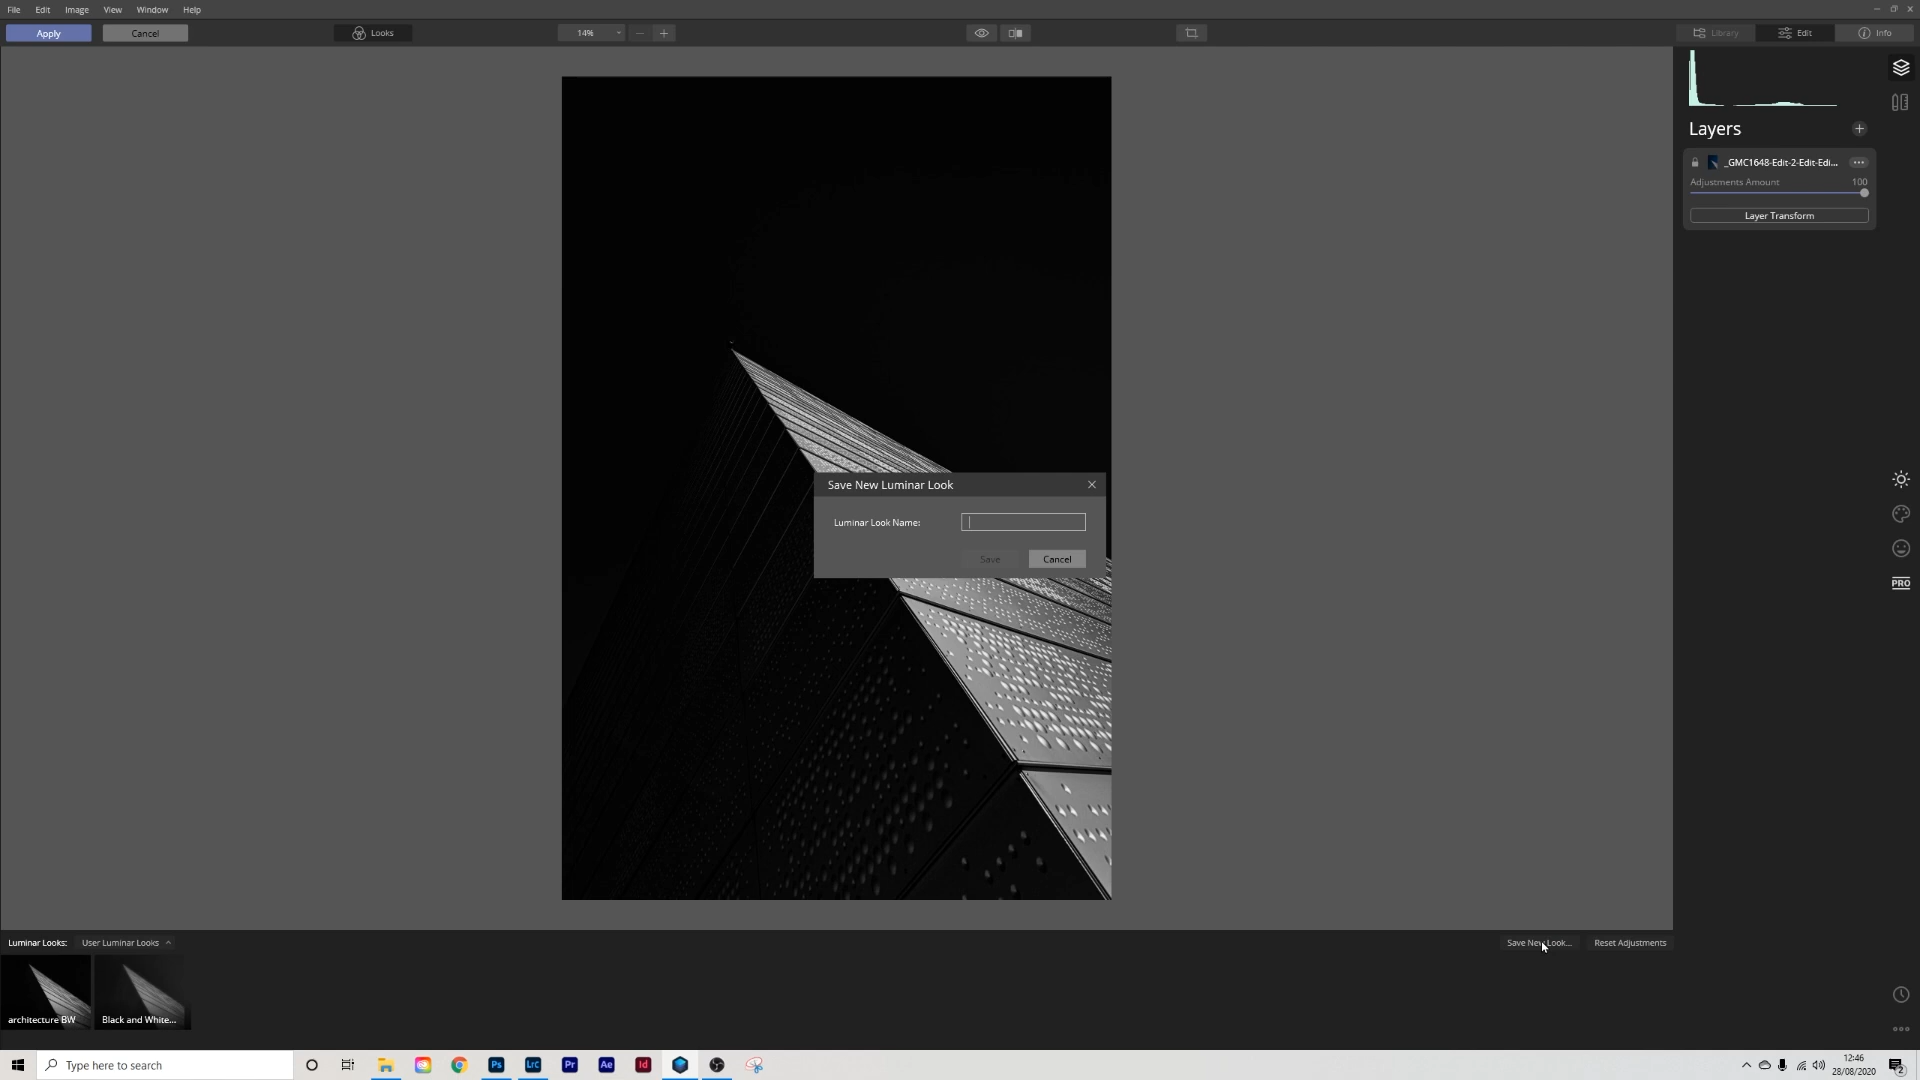 File Edit Image View Window Help
Apply Cancel Looks 14% Library Edit Info
Layers
_GMC1648-Edit-2-Edit-Edi...
Adjustments Amount 100
Layer Transform
Save New Luminar Look
Luminar Look Name:
Save Cancel
PRO
Luminar Looks: User Luminar Looks Save New Look... Reset Adjustments
architecture BW Black and White...
Type here to search Ps LrC Pr Ae Id 12:46
28/08/2020 2